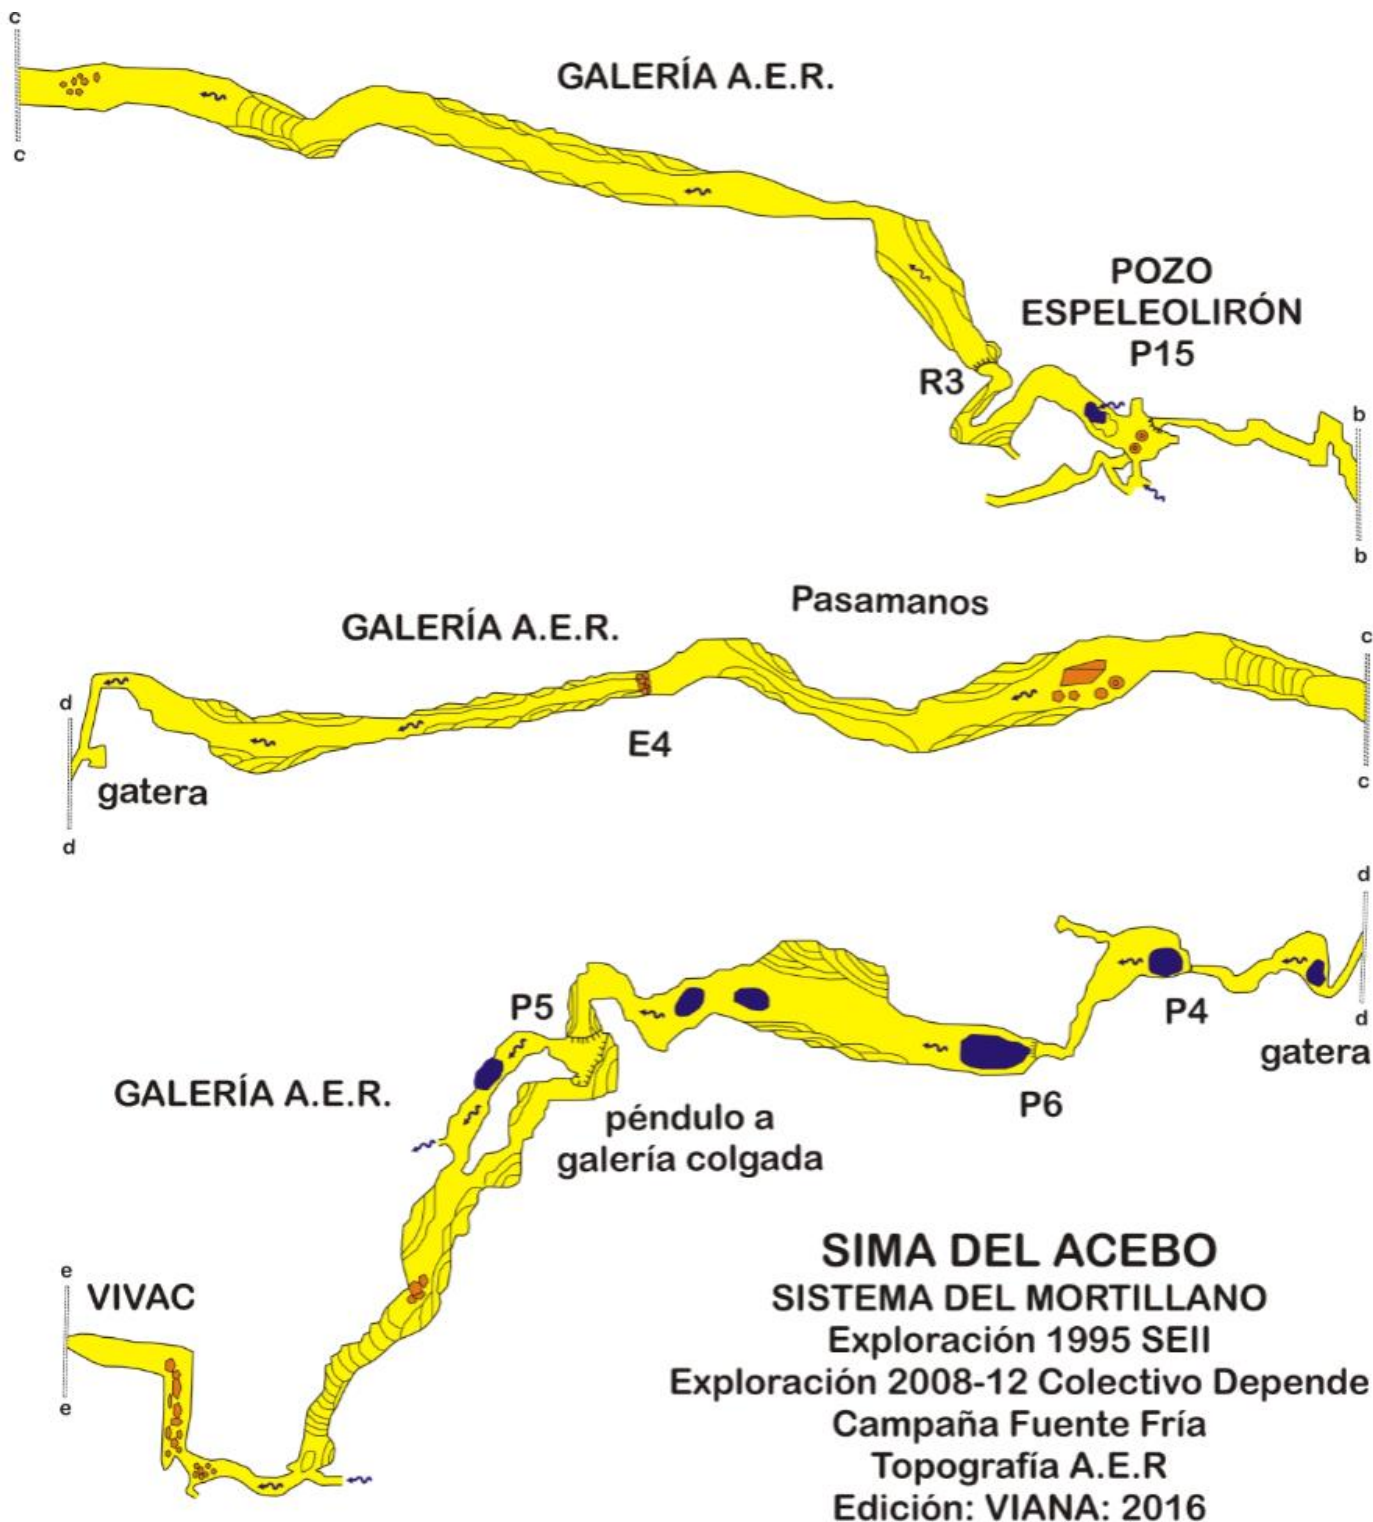 c
GALERÍA A.E.R.
c
POZO
ESPELEOLIRÓN
P15
R3
b
b
Pasamanos
GALERÍA A.E.R.
c
d
E4
gatera
c
d
d
P5
P4
d
gatera
GALERÍA A.E.R.
P6
péndulo a
galería colgada
SIMA DEL ACEBO
e
VIVAC
SISTEMA DEL MORTILLANO
Exploración 1995 SEII
Exploración 2008-12 Colectivo Depende
e
Campaña Fuente Fría
Topografía A.E.R
Edición: VIANA: 2016